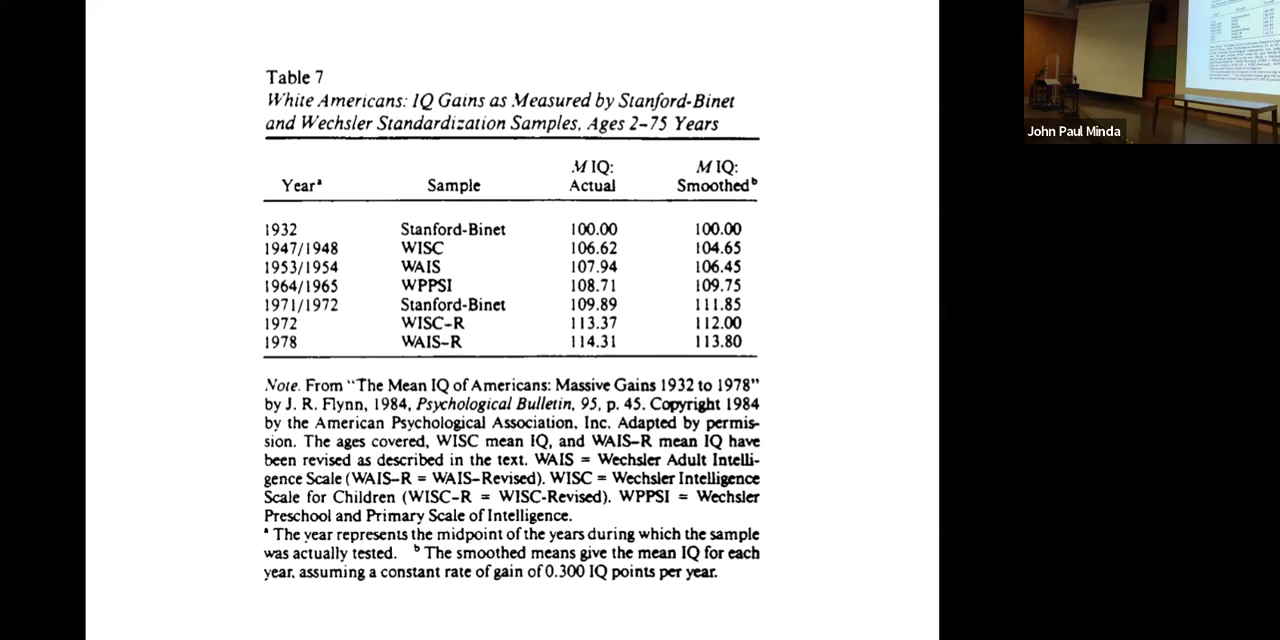 Table 7
White Americans: IQ Gains as Measured by Stanford-Binet
and Wechsler Standardization Samples, Ages 2–75 Years
Yearᵃ Sample M IQ: Actual M IQ: Smoothedᵇ
1932 Stanford-Binet 100.00 100.00
1947/1948 WISC 106.62 104.65
1953/1954 WAIS 107.94 106.45
1964/1965 WPPSI 108.71 109.75
1971/1972 Stanford-Binet 109.89 111.85
1972 WISC–R 113.37 112.00
1978 WAIS–R 114.31 113.80
Note. From “The Mean IQ of Americans: Massive Gains 1932 to 1978”
by J. R. Flynn, 1984, Psychological Bulletin, 95, p. 45. Copyright 1984
by the American Psychological Association, Inc. Adapted by permis-
sion. The ages covered, WISC mean IQ, and WAIS–R mean IQ have
been revised as described in the text. WAIS = Wechsler Adult Intelli-
gence Scale (WAIS–R = WAIS–Revised). WISC = Wechsler Intelligence
Scale for Children (WISC–R = WISC-Revised). WPPSI = Wechsler
Preschool and Primary Scale of Intelligence.
ᵃ The year represents the midpoint of the years during which the sample
was actually tested. ᵇ The smoothed means give the mean IQ for each
year, assuming a constant rate of gain of 0.300 IQ points per year.
John Paul Minda